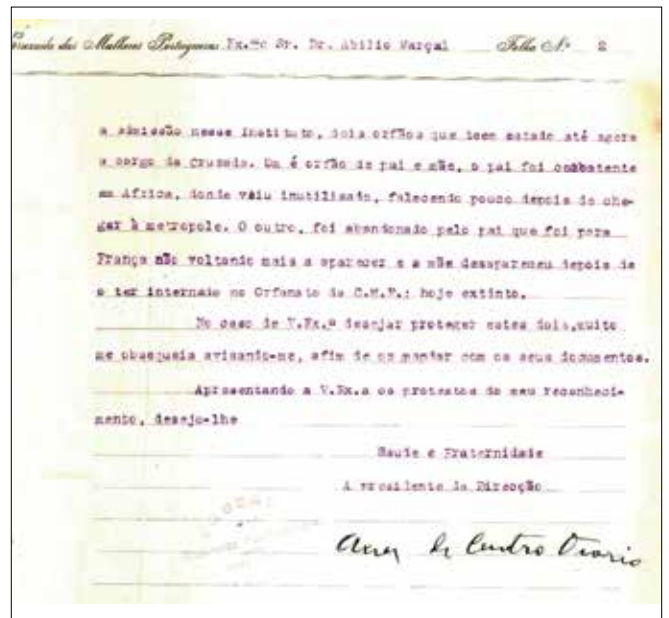 Cruzada das Mulheres Portuguesas Ex.mo Sr. Dr. Abilio Marçal Folha Nº 2
a admissão nesse Instituto, dois orfãos que teem estado até agora
a cargo da Cruzada. Um é orfão de pai e mãe, o pai foi combatente
em África, donde veiu inutilisado, falecendo pouco depois de che-
gar à metropole. O outro, foi abandonado pelo pai que foi para
França não voltando mais a aparecer e a mãe desapareceu depois de
o ter internado no Orfanato da C.M.P.; hoje extinto.
No caso de V.Ex.ª desejar proteger estes dois, muito
me obsequeia avisando-me, afim de os mandar com os seus documentos.
Apresentando a V.Ex.a os protestos do meu reconheci-
mento, desejo-lhe
Saude e Fraternidade
A presidente da Direcção
Ana de Castro Osorio